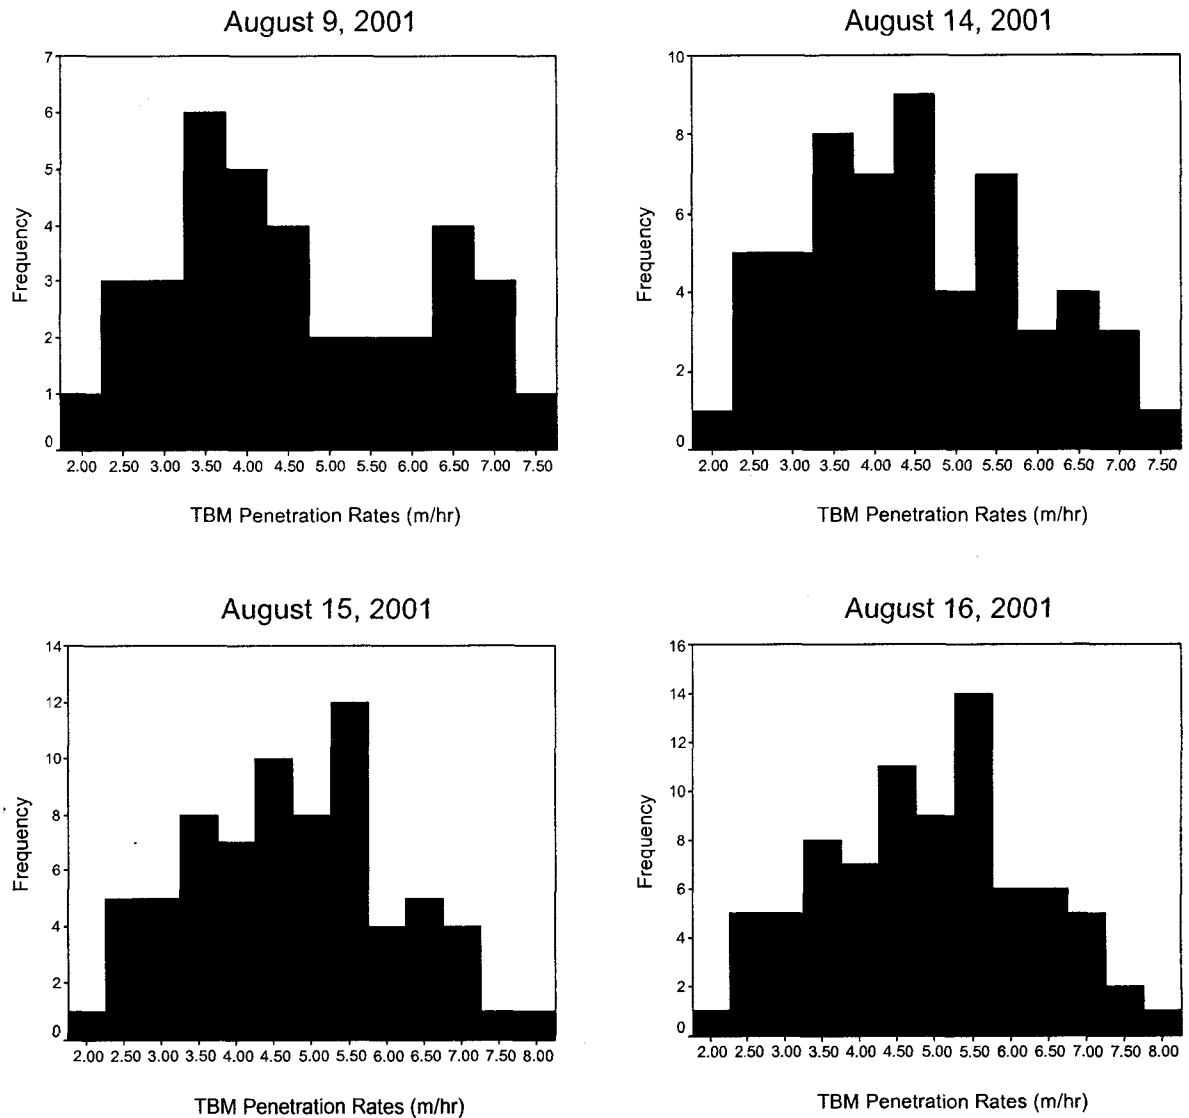 August 9, 2001
7
6
5
4
3
2
1
0
Frequency
2.00 2.50 3.00 3.50 4.00 4.50 5.00 5.50 6.00 6.50 7.00 7.50
TBM Penetration Rates (m/hr)
August 14, 2001
10
8
6
4
2
0
Frequency
2.00 2.50 3.00 3.50 4.00 4.50 5.00 5.50 6.00 6.50 7.00 7.50
TBM Penetration Rates (m/hr)
August 15, 2001
14
12
10
8
6
4
2
0
Frequency
2.00 2.50 3.00 3.50 4.00 4.50 5.00 5.50 6.00 6.50 7.00 7.50 8.00
TBM Penetration Rates (m/hr)
August 16, 2001
16
14
12
10
8
6
4
2
0
Frequency
2.00 2.50 3.00 3.50 4.00 4.50 5.00 5.50 6.00 6.50 7.00 7.50 8.00
TBM Penetration Rates (m/hr)